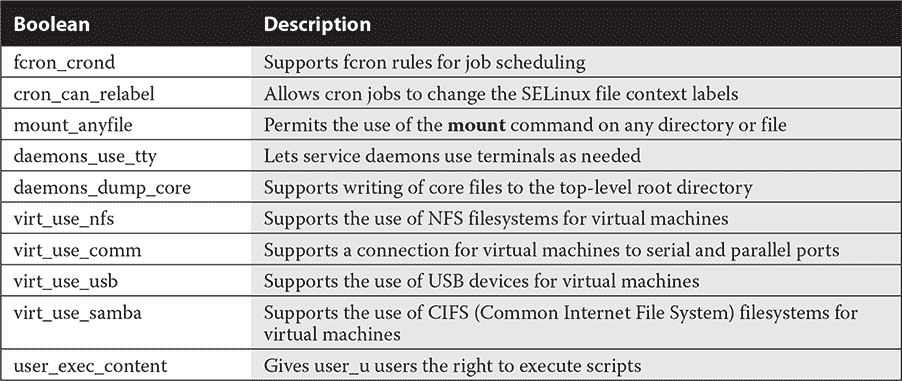 Boolean Description
fcron_crond Supports fcron rules for job scheduling
cron_can_relabel Allows cron jobs to change the SELinux file context labels
mount_anyfile Permits the use of the mount command on any directory or file
daemons_use_tty Lets service daemons use terminals as needed
daemons_dump_core Supports writing of core files to the top-level root directory
virt_use_nfs Supports the use of NFS filesystems for virtual machines
virt_use_comm Supports a connection for virtual machines to serial and parallel ports
virt_use_usb Supports the use of USB devices for virtual machines
virt_use_samba Supports the use of CIFS (Common Internet File System) filesystems for
virtual machines
user_exec_content Gives user_u users the right to execute scripts